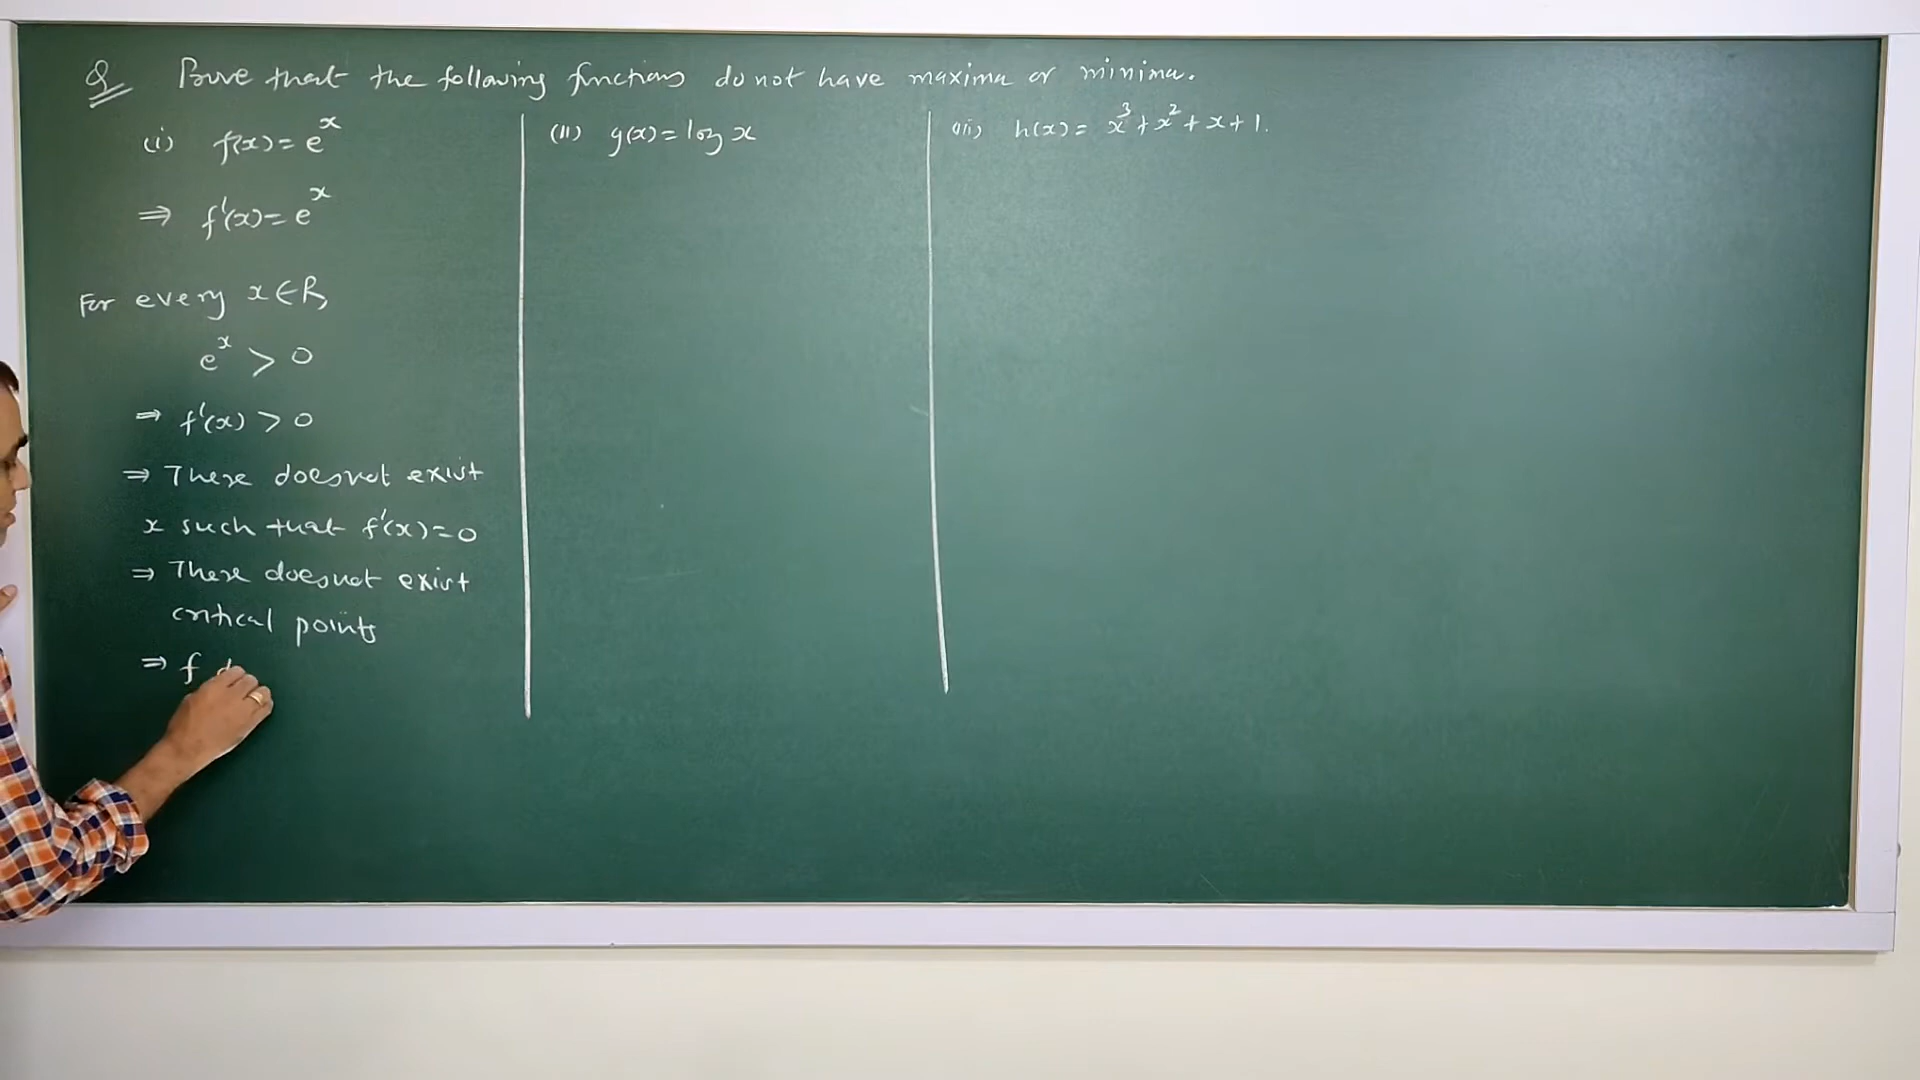 Q Prove that the following functions do not have maxima or minima.
(i) f(x) = e^x
⇒ f'(x) = e^x
For every x ∈ R,
e^x > 0
⇒ f'(x) > 0
⇒ There doesnot exist
x such that f'(x) = 0
⇒ There doesnot exist
critical points
⇒ f
(ii) g(x) = log x
(iii) h(x) = x^3 + x^2 + x + 1.